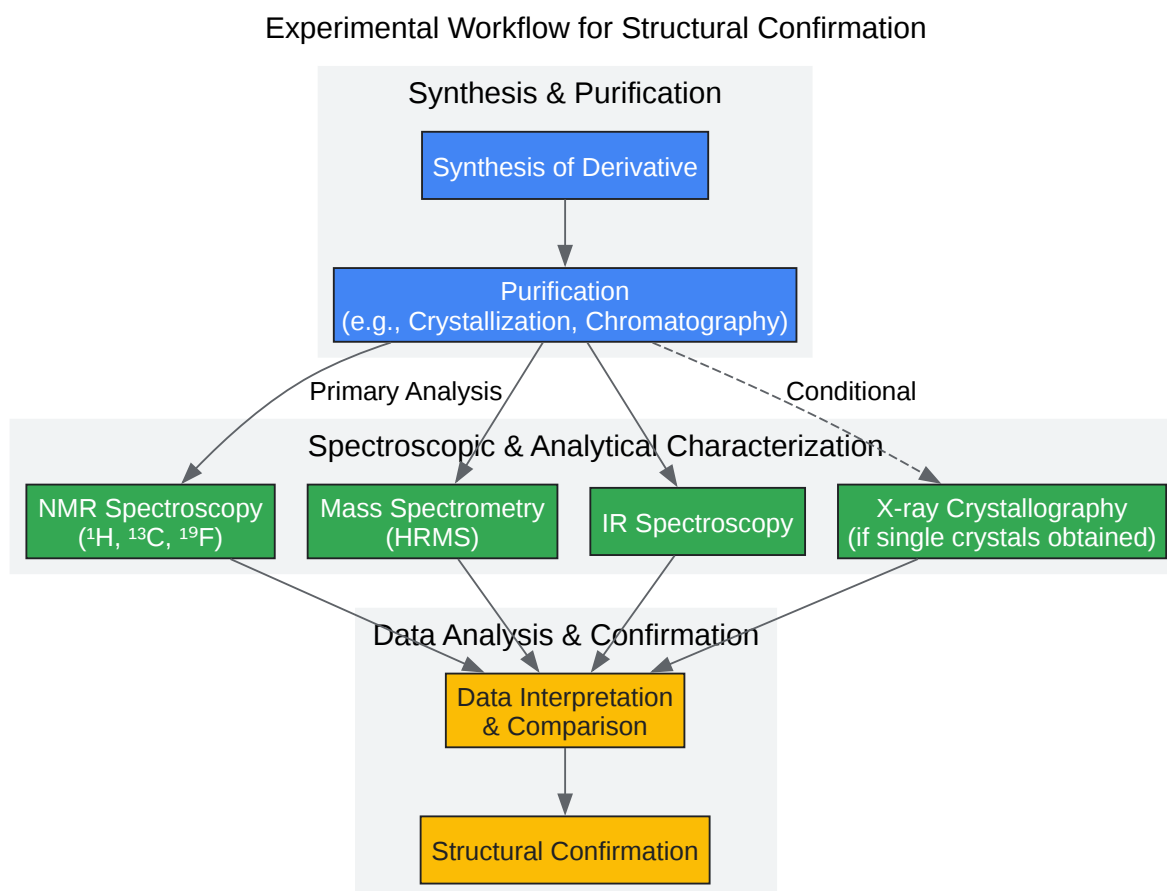 Experimental Workflow for Structural Confirmation
Synthesis & Purification
Synthesis of Derivative
Purification
(e.g., Crystallization, Chromatography)
Primary Analysis
Conditional
Spectroscopic & Analytical Characterization
NMR Spectroscopy
(¹H, ¹³C, ¹⁹F)
Mass Spectrometry
(HRMS)
IR Spectroscopy
X-ray Crystallography
(if single crystals obtained)
Data Analysis & Confirmation
Data Interpretation
& Comparison
Structural Confirmation